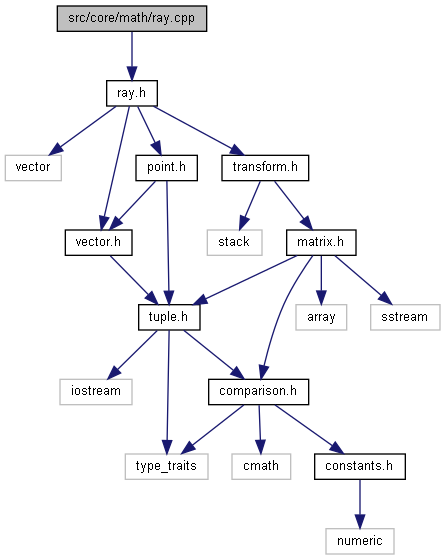 src/core/math/ray.cpp
ray.h
vector
point.h
transform.h
vector.h
stack
matrix.h
tuple.h
array
sstream
iostream
comparison.h
type_traits
cmath
constants.h
numeric